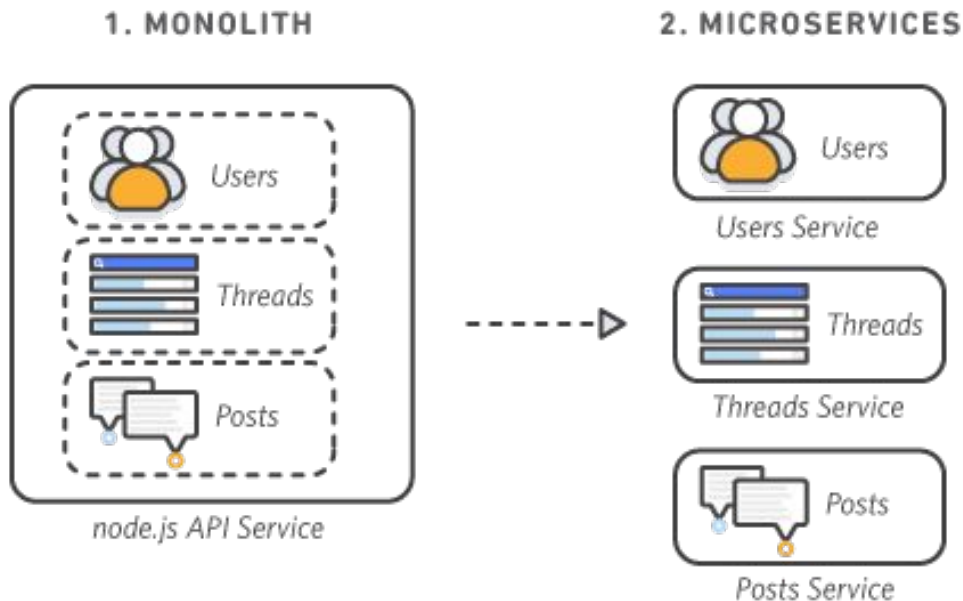 1. MONOLITH
Users
Threads
Posts
node.js API Service
2. MICROSERVICES
Users
Users Service
Threads
Threads Service
Posts
Posts Service